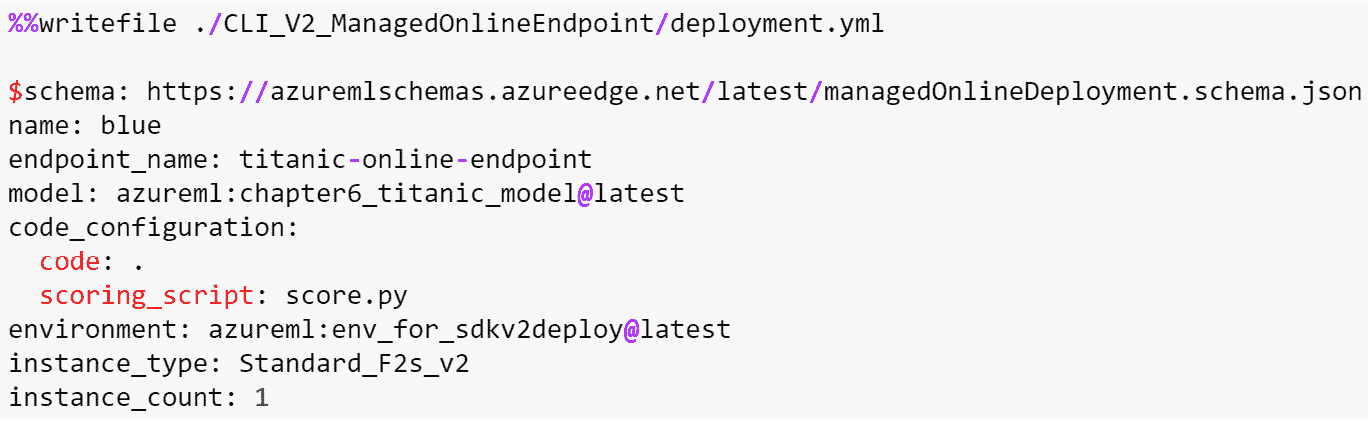 %%writefile ./CLI_V2_ManagedOnlineEndpoint/deployment.yml
$schema: https://azuremlschemas.azureedge.net/latest/managedOnlineDeployment.schema.json
name: blue
endpoint_name: titanic-online-endpoint
model: azureml:chapter6_titanic_model@latest
code_configuration:
  code: .
  scoring_script: score.py
environment: azureml:env_for_sdkv2deploy@latest
instance_type: Standard_F2s_v2
instance_count: 1